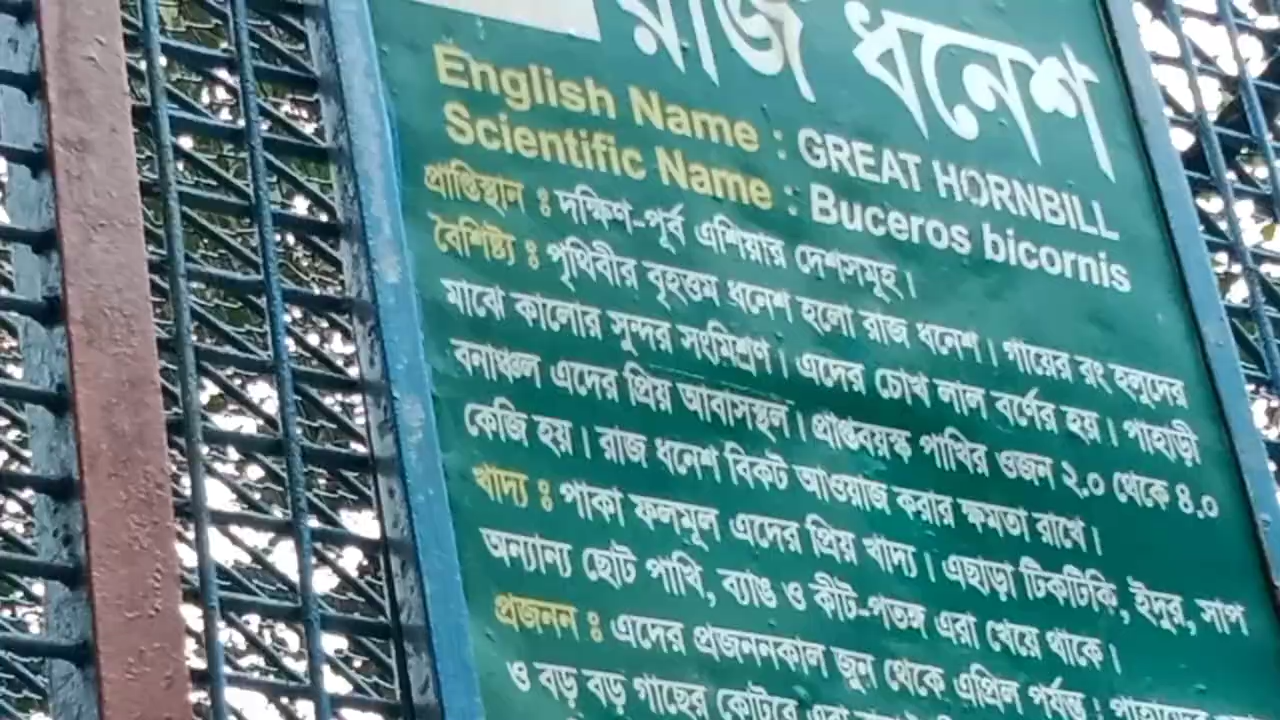 রাজ ধনেশ
English Name : GREAT HORNBILL
Scientific Name : Buceros bicornis
প্রাপ্তিস্থান : দক্ষিণ-পূর্ব এশিয়ার দেশসমূহ।
বৈশিষ্ট্য : পৃথিবীর বৃহত্তম ধনেশ হলো রাজ ধনেশ। গায়ের রং হলুদের
মাঝে কালোর সুন্দর সংমিশ্রণ। এদের চোখ লাল বর্ণের হয়। পাহাড়ী
বনাঞ্চল এদের প্রিয় আবাসস্থল। প্রাপ্তবয়স্ক পাখির ওজন ২.০ থেকে ৪.০
কেজি হয়। রাজ ধনেশ বিকট আওয়াজ করার ক্ষমতা রাখে।
খাদ্য : পাকা ফলমূল এদের প্রিয় খাদ্য। এছাড়া টিকটিকি, ইদুর, সাপ
অন্যান্য ছোট পাখি, ব্যাঙ ও কীট-পতঙ্গ এরা খেয়ে থাকে।
প্রজনন : এদের প্রজননকাল জুন থেকে এপ্রিল পর্যন্ত।
ও বড় বড় গাছের কোটরে এরা